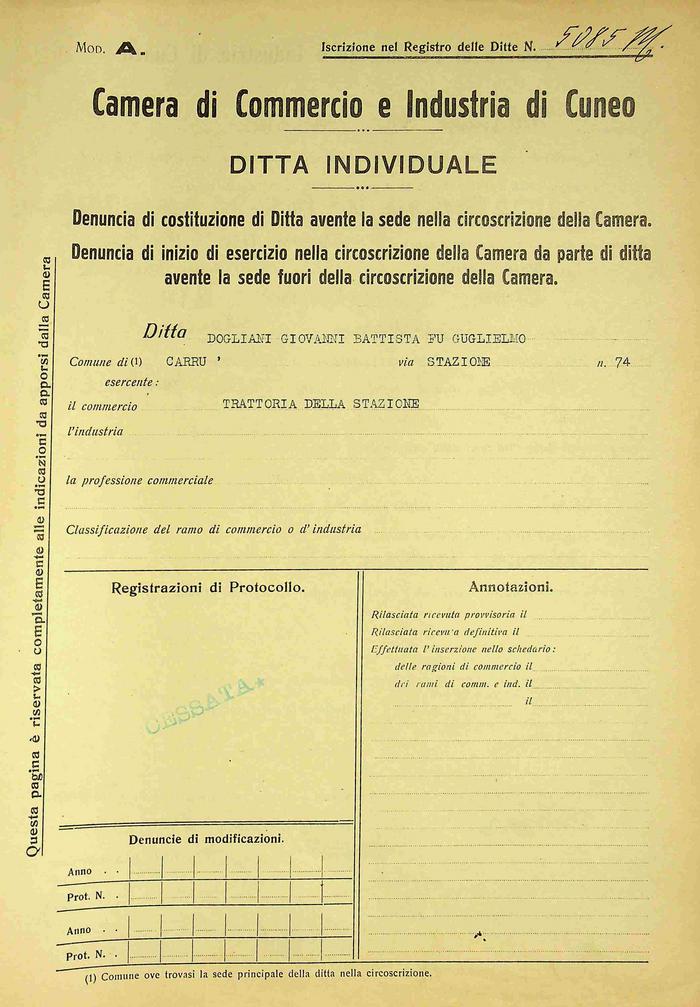 MOD. A.
Iscrizione nel Registro delle Ditte N. 5085
Camera di Commercio e Industria di Cuneo
DITTA INDIVIDUALE
Denuncia di costituzione di Ditta avente la sede nella circoscrizione della Camera.
Denuncia di inizio di esercizio nella circoscrizione della Camera da parte di ditta
avente la sede fuori della circoscrizione della Camera.
Ditta DOGLIANI GIOVANNI BATTISTA FU GUGLIELMO
Comune di (1) CARRU' via STAZIONE n. 74
esercente:
il commercio TRATTORIA DELLA STAZIONE
l'industria
la professione commerciale
Classificazione del ramo di commercio o d'industria
Questa pagina è riservata completamente alle indicazioni da apporsi dalla Camera
Registrazioni di Protocollo.
CESSATA*
Denuncie di modificazioni.
Anno . .
Prot. N. .
Anno . .
Prot. N. .
Annotazioni.
Rilasciata ricevuta provvisoria il
Rilasciata ricevuta definitiva il
Effettuata l'inserzione nello schedario:
delle ragioni di commercio il
dei rami di comm. e ind. il
il
(1) Comune ove trovasi la sede principale della ditta nella circoscrizione.